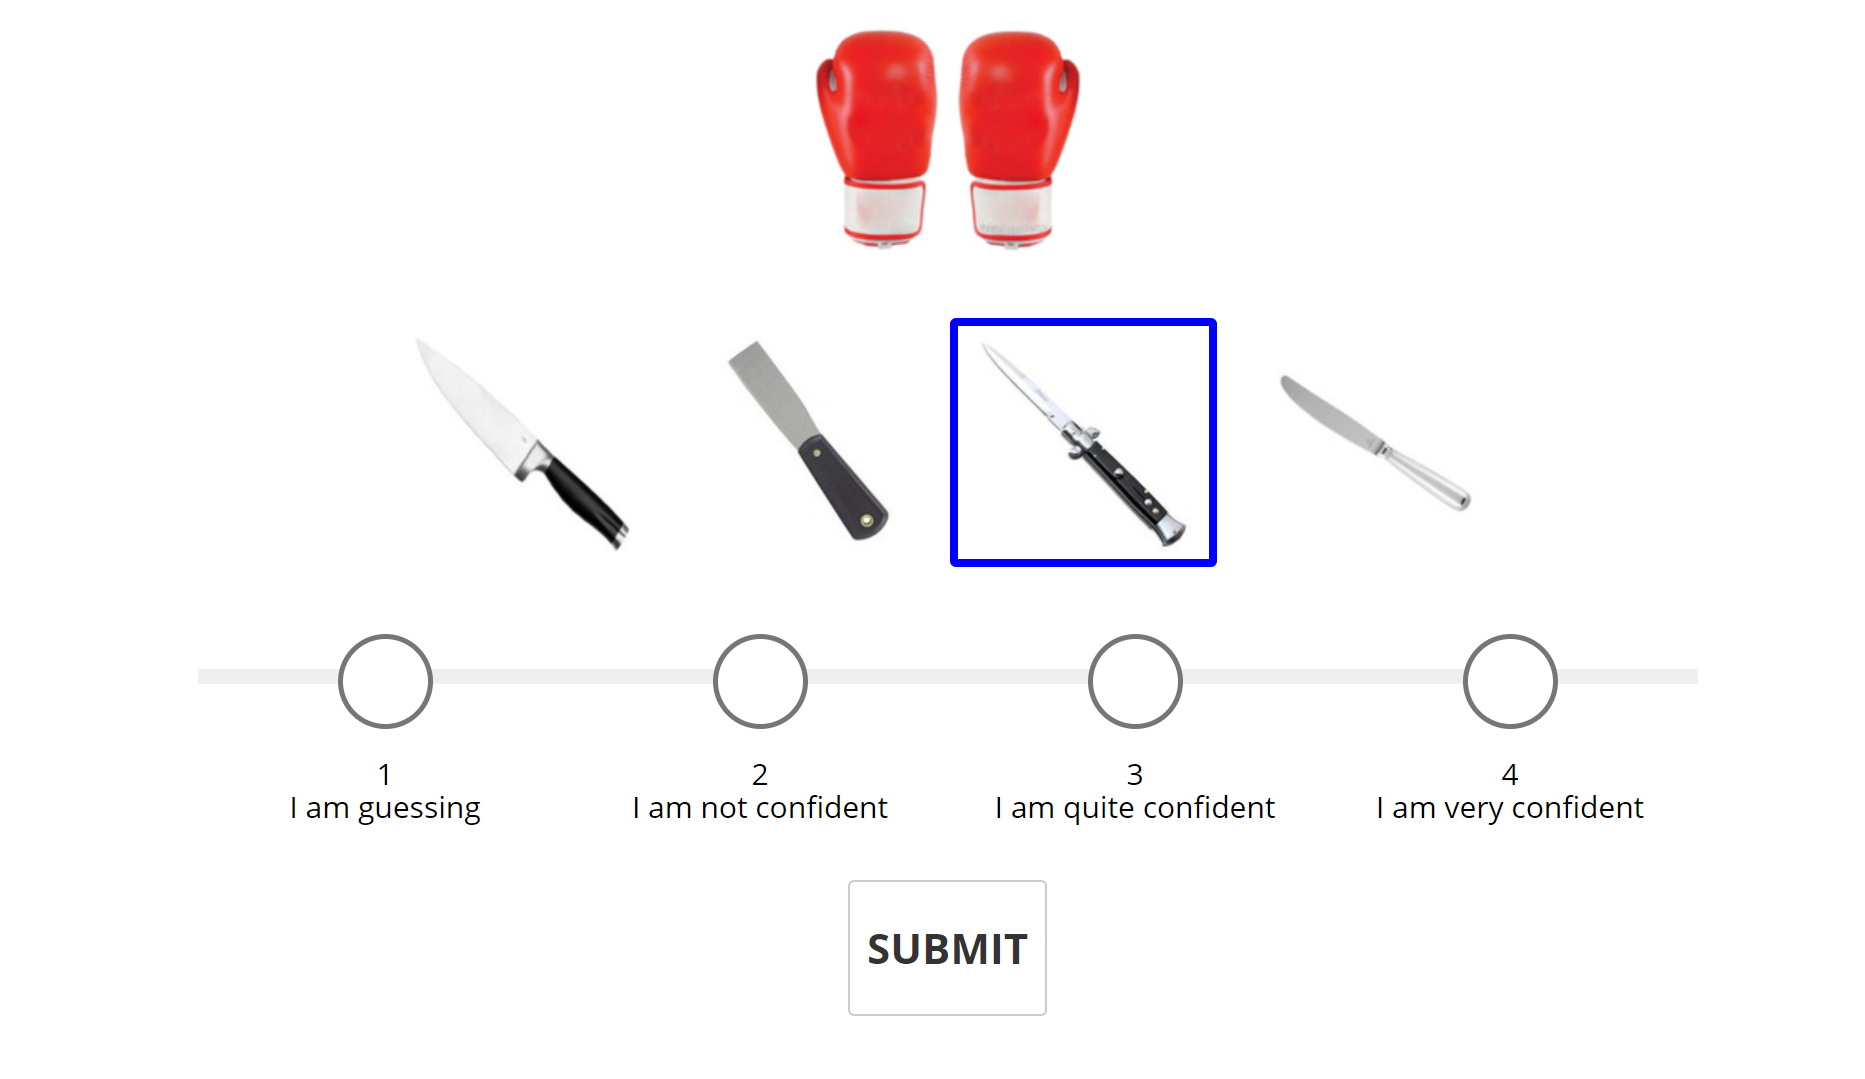 1
I am guessing
2
I am not confident
3
I am quite confident
4
I am very confident
SUBMIT